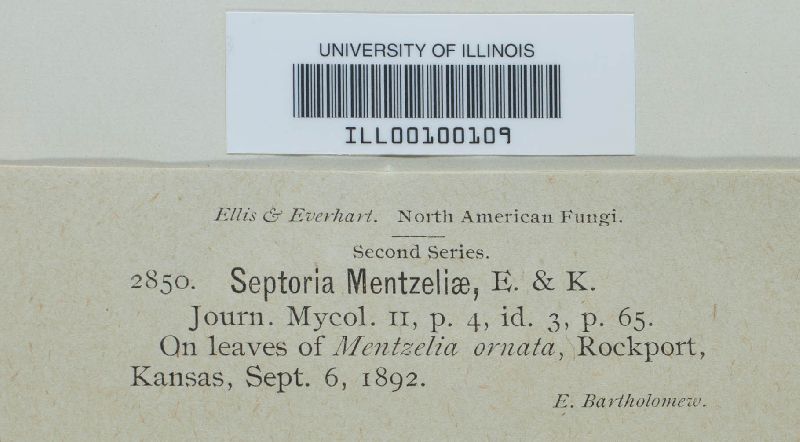 UNIVERSITY OF ILLINOIS
ILL00100109
Ellis & Everhart. North American Fungi.
Second Series.
2850. Septoria Mentzeliæ, E. & K.
Journ. Mycol. 11, p. 4, id. 3, p. 65.
On leaves of Mentzelia ornata, Rockport,
Kansas, Sept. 6, 1892.
E. Bartholomew.